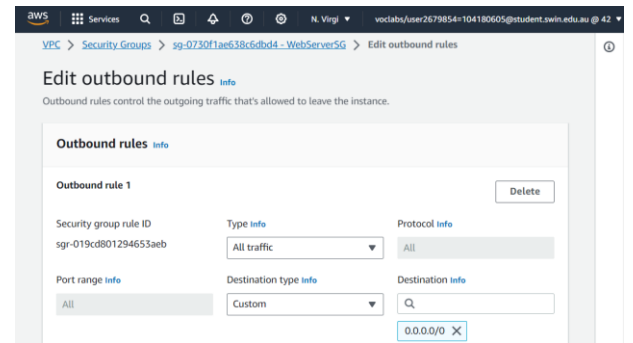 aws Services N. Virgi ▼ voclabs/user2679854=104180605@student.swin.edu.au @ 42 ▼
VPC > Security Groups > sg-0730f1ae638c6dbd4 - WebServerSG > Edit outbound rules
Edit outbound rules Info
Outbound rules control the outgoing traffic that's allowed to leave the instance.
Outbound rules Info
Outbound rule 1 Delete
Security group rule ID Type Info Protocol Info
sgr-019cd801294653aeb All traffic All
Port range Info Destination type Info Destination Info
All Custom
0.0.0.0/0